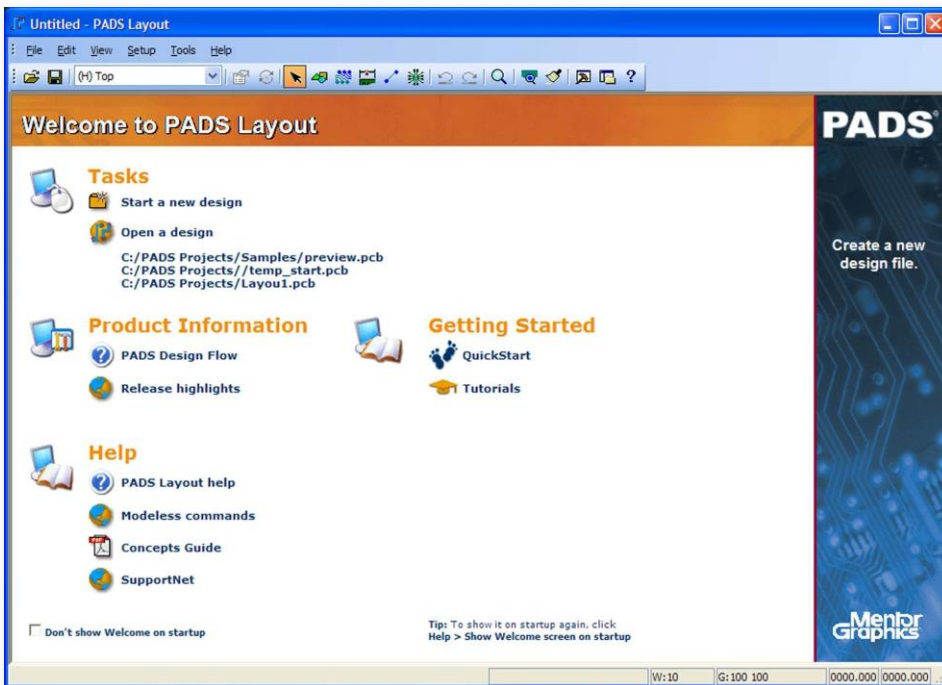 Untitled - PADS Layout
File Edit View Setup Tools Help
(H) Top
Welcome to PADS Layout
PADS®
Tasks
Start a new design
Open a design
C:/PADS Projects/Samples/preview.pcb
C:/PADS Projects//temp_start.pcb
C:/PADS Projects/Layou1.pcb
Create a new
design file.
Product Information
PADS Design Flow
Release highlights
Getting Started
QuickStart
Tutorials
Help
PADS Layout help
Modeless commands
Concepts Guide
SupportNet
Don't show Welcome on startup
Tip: To show it on startup again, click
Help > Show Welcome screen on startup
Mentor
Graphics
W:10 G:100 100 0000.000 0000.000